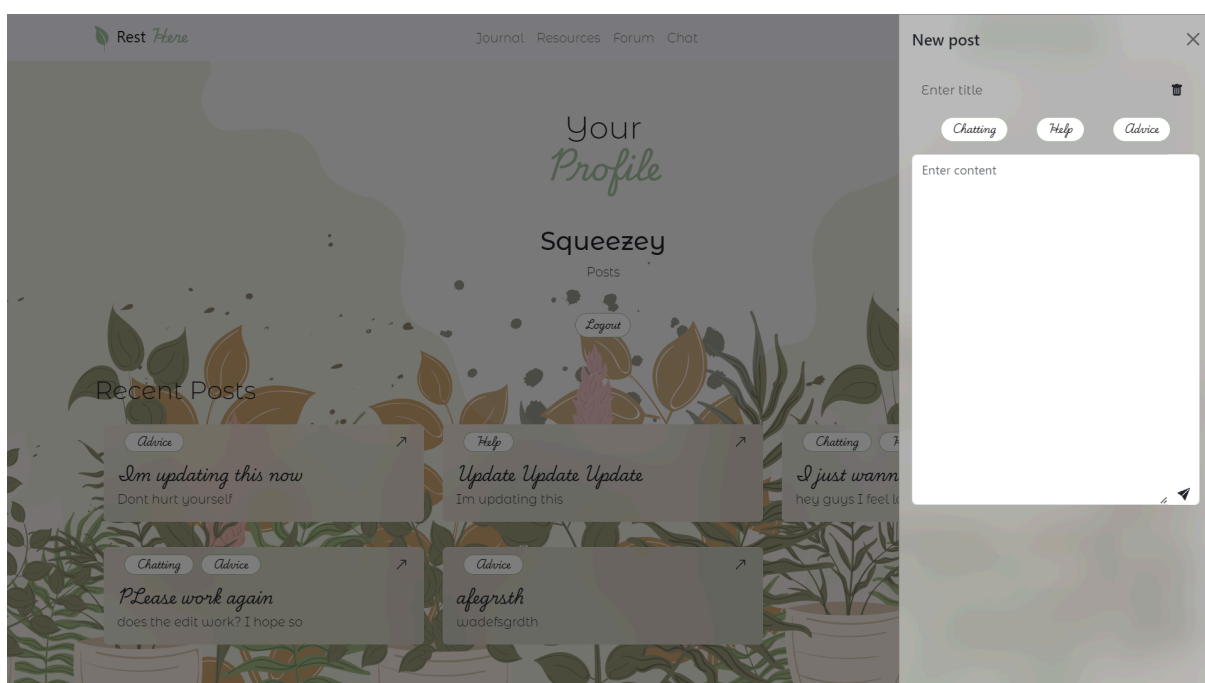 Rest Here
Journal Resources Forum Chat
Your
Profile
Squeezey
Posts
Logout
Recent Posts
Advice
Im updating this now
Dont hurt yourself
Help
Update Update Update
Im updating this
Chatting
I just wann
hey guys I feel
Chatting Advice
PLease work again
does the edit work? I hope so
Advice
afegrsth
wadefsgrdth
New post
Enter title
Chatting Help Advice
Enter content